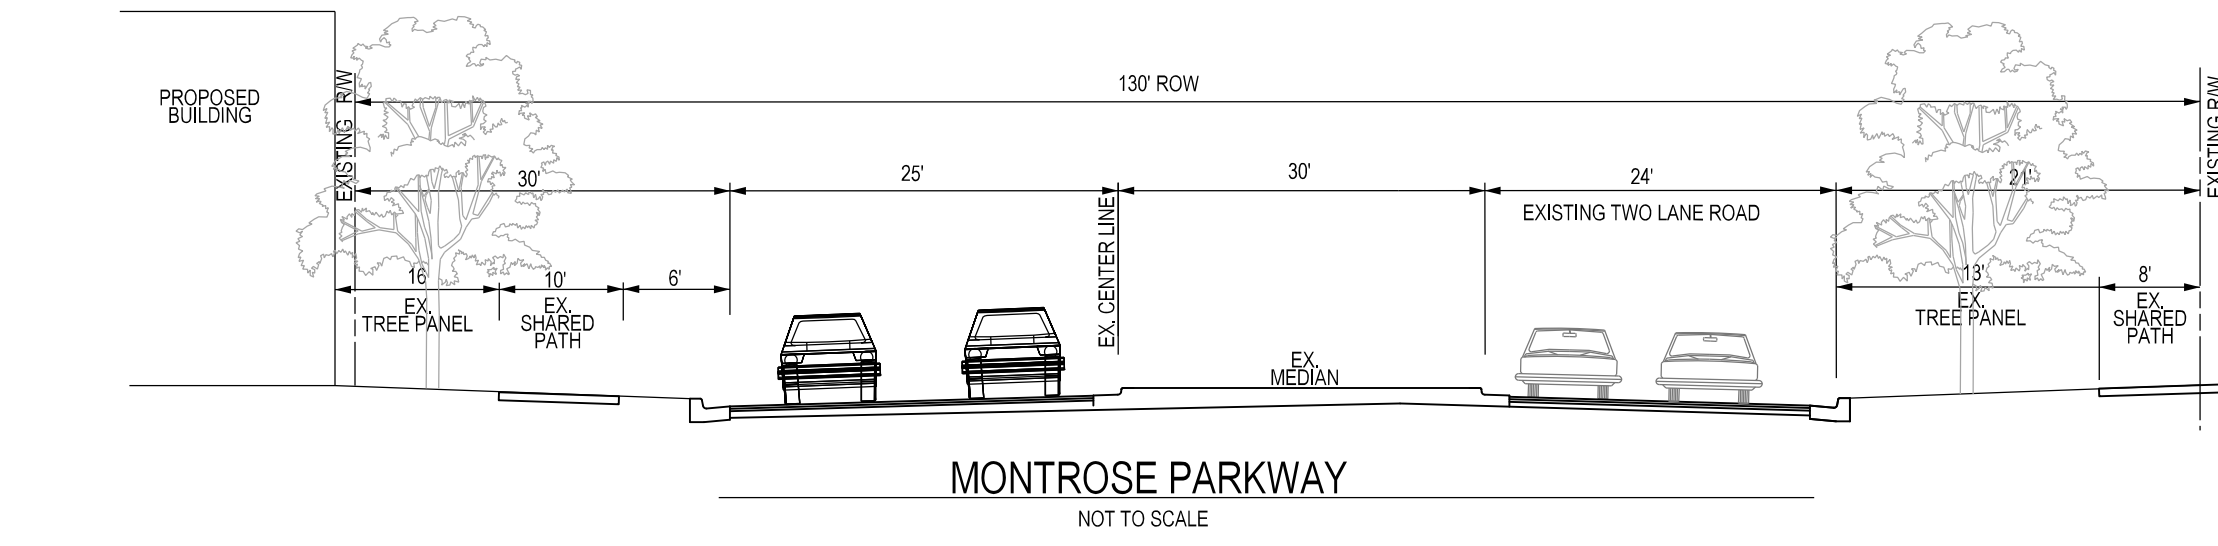 PROPOSED
BUILDING
EXISTING R/W
130' ROW
EXISTING R/W
30'
25'
30'
24'
21'
EXISTING TWO LANE ROAD
EX. CENTER LINE
16'
10'
6'
13'
8'
EX.
TREE PANEL
EX.
SHARED
PATH
EX.
MEDIAN
EX.
TREE PANEL
EX.
SHARED
PATH
MONTROSE PARKWAY
NOT TO SCALE